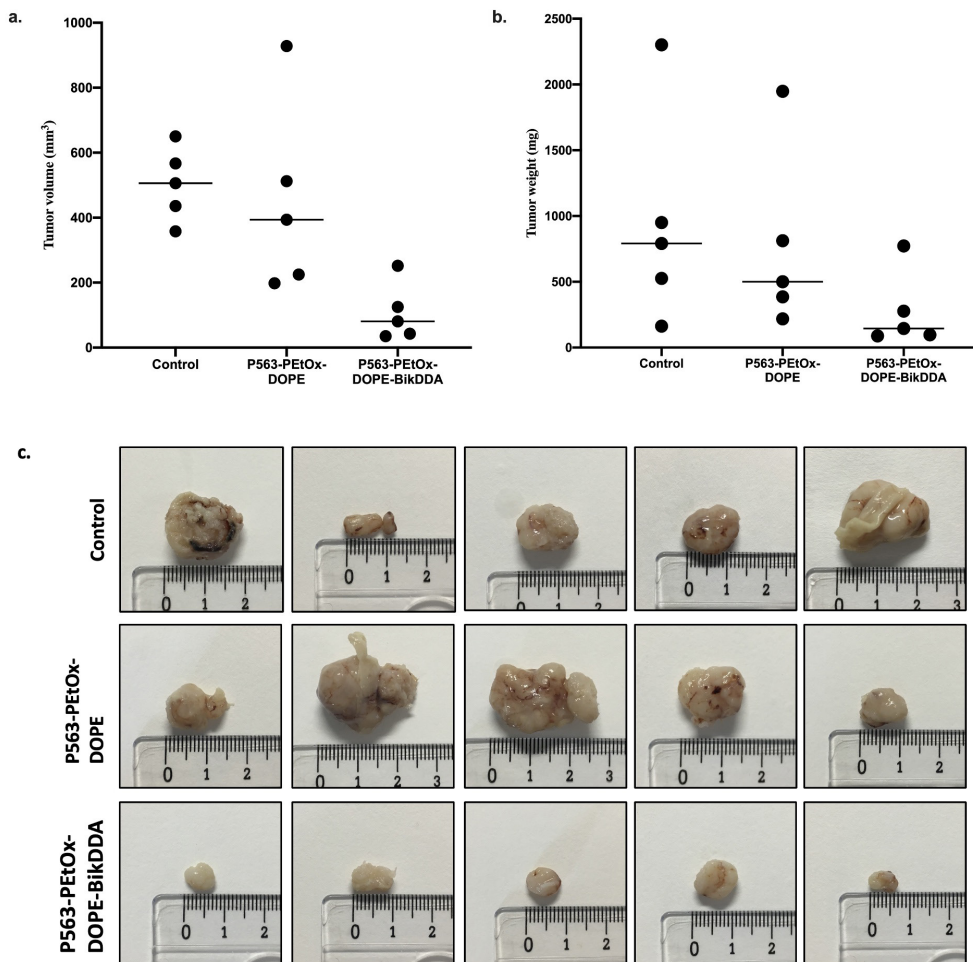 a.
1000
800
600
400
200
0
Tumor volume (mm³)
Control
P563-PEtOx-
DOPE
P563-PEtOx-
DOPE-BikDDA
b.
2500
2000
1500
1000
500
0
Tumor weight (mg)
Control
P563-PEtOx-
DOPE
P563-PEtOx-
DOPE-BikDDA
c.
Control
0 1 2
0 1 2
0 1 2
0 1 2
0 1 2 3
P563-PEtOx-
DOPE
0 1 2
0 1 2 3
0 1 2 3
0 1 2
0 1 2
P563-PEtOx-
DOPE-BikDDA
0 1 2
0 1 2
0 1 2
0 1 2
0 1 2